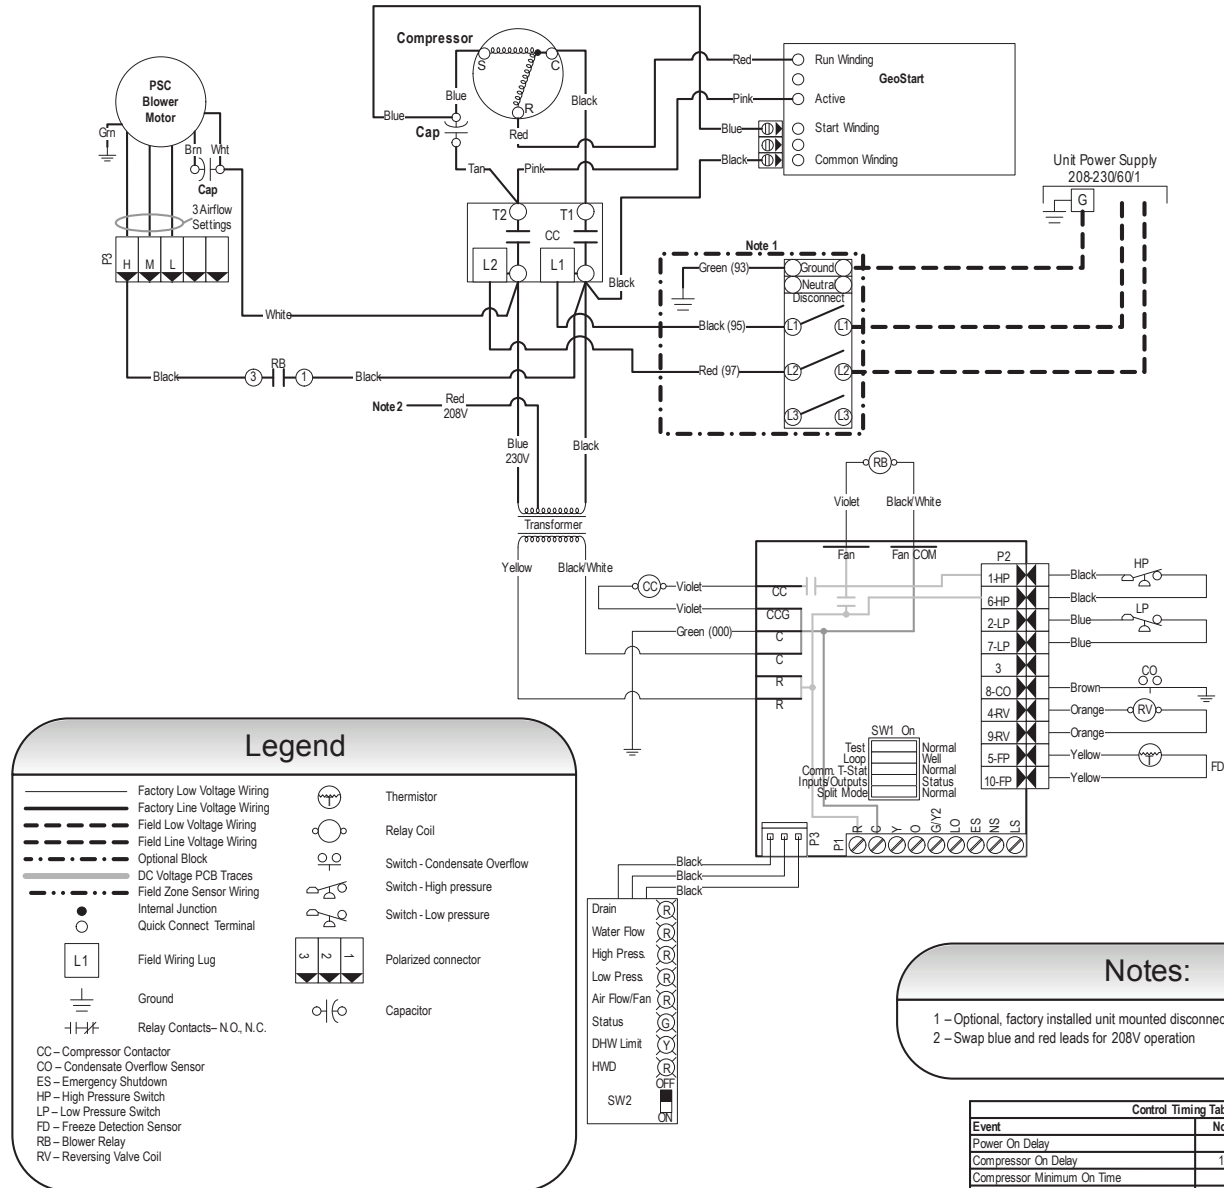 Compressor
S
C
R
Blue
Black
Blue
Cap
Red
Tan
Pink
Red
Run Winding
GeoStart
Pink
Active
Blue
Start Winding
Black
Common Winding
PSC
Blower
Motor
Grn
Brn
Wht
Cap
3 Airflow
Settings
P3
H
M
L
T2
T1
CC
L2
L1
Black
White
Black
3
RB
1
Black
Note 2
Red
208V
Blue
230V
Black
Unit Power Supply
208-230/60/1
G
Note 1
Green (93)
Ground
Neutral
Disconnect
Black (95)
L1
L1
Red (97)
L2
L2
L3
L3
Transformer
Yellow
Black/White
RB
Violet
Black/White
Fan
Fan COM
CC
Violet
CC
Violet
CCG
Green (000)
C
C
R
R
P2
1-HP
6-HP
2-LP
7-LP
3
8-CO
4-RV
9-RV
5-FP
10-FP
Black
HP
Black
Blue
LP
Blue
Brown
CO
Orange
RV
Orange
Yellow
Yellow
FD
SW1 On
Test
Normal
Loop
Well
Comm. T-Stat
Normal
Inputs/Outputs
Status
Split Mode
Normal
P3
P1
R
C
Y
O
G/Y2
LO
ES
NS
LS
Black
Black
Black
Drain R
Water Flow R
High Press. R
Low Press. R
Air Flow/Fan R
Status G
DHW Limit Y
HWD R
OFF
SW2
ON
Legend
Factory Low Voltage Wiring
Factory Line Voltage Wiring
Field Low Voltage Wiring
Field Line Voltage Wiring
Optional Block
DC Voltage PCB Traces
Field Zone Sensor Wiring
Internal Junction
Quick Connect Terminal
L1
Field Wiring Lug
Ground
Relay Contacts– N.O., N.C.
Thermistor
Relay Coil
Switch - Condensate Overflow
Switch - High pressure
Switch - Low pressure
3 2 1
Polarized connector
Capacitor
CC – Compressor Contactor
CO – Condensate Overflow Sensor
ES – Emergency Shutdown
HP – High Pressure Switch
LP – Low Pressure Switch
FD – Freeze Detection Sensor
RB – Blower Relay
RV – Reversing Valve Coil
Notes:
1 – Optional, factory installed unit mounted disconnec
2 – Swap blue and red leads for 208V operation
Control Timing Tab
Event
No
Power On Delay
Compressor On Delay
1
Compressor Minimum On Time